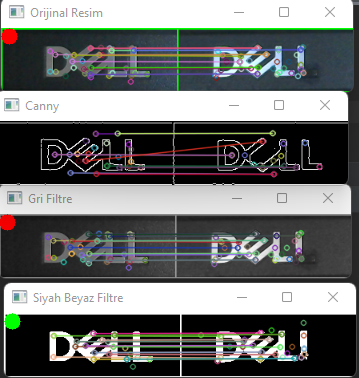 Orijinal Resim
DELL DELL
Canny
DELL DELL
Gri Filtre
DELL DELL
Siyah Beyaz Filtre
DELL DELL